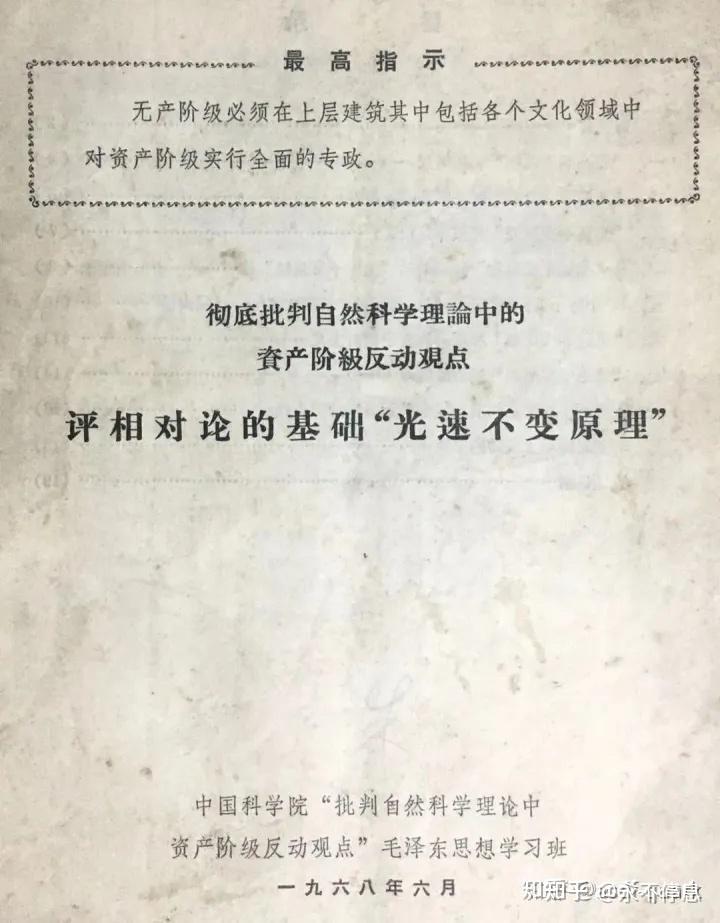 最高指示
无产阶级必须在上层建筑其中包括各个文化领域中
对资产阶级实行全面的专政。
彻底批判自然科学理論中的
資产阶級反动观点
评相对论的基础“光速不变原理”
中国科学院“批判自然科学理论中
资产阶级反动观点”毛泽东思想学习班
一九六八年六月
知乎 @永不停息